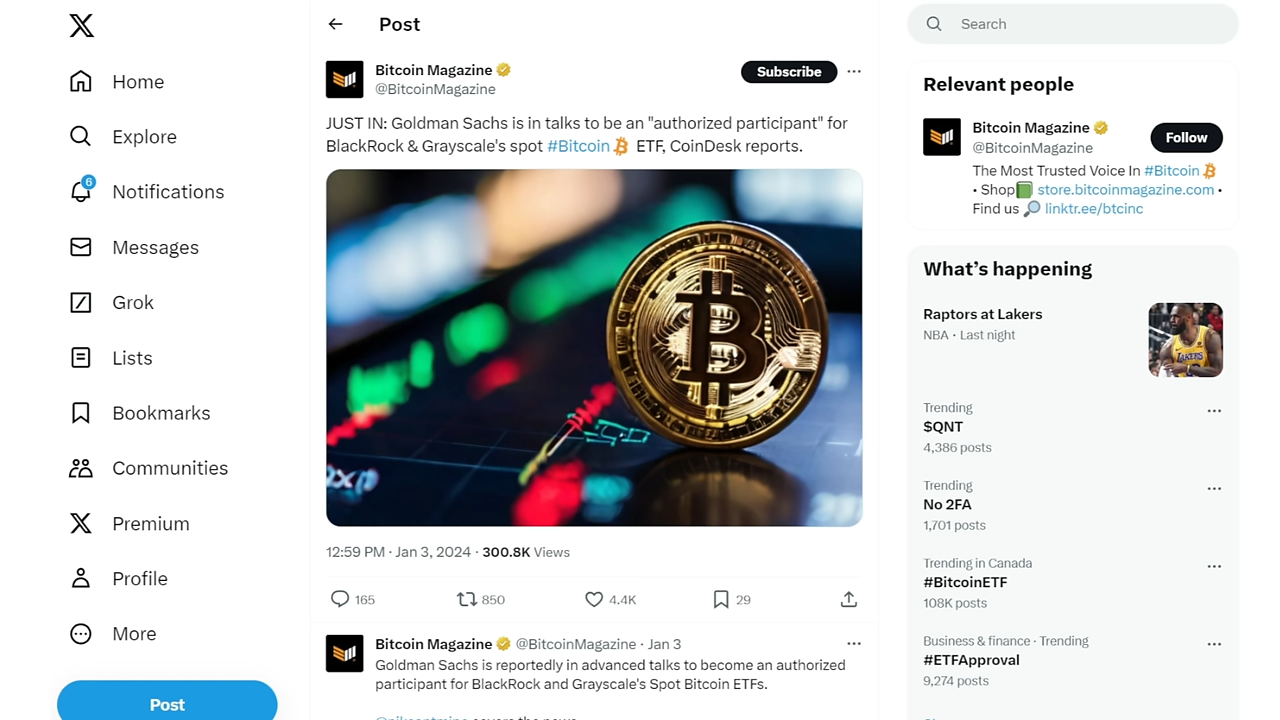 Home
Explore
6
Notifications
Messages
Grok
Lists
Bookmarks
Communities
Premium
Profile
More
Post
Post
Bitcoin Magazine
@BitcoinMagazine
Subscribe
JUST IN: Goldman Sachs is in talks to be an "authorized participant" for
BlackRock & Grayscale's spot #Bitcoin ETF, CoinDesk reports.
12:59 PM · Jan 3, 2024 · 300.8K Views
165 850 4.4K 29
Bitcoin Magazine @BitcoinMagazine · Jan 3
Goldman Sachs is reportedly in advanced talks to become an authorized
participant for BlackRock and Grayscale's Spot Bitcoin ETFs.
Search
Relevant people
Bitcoin Magazine
@BitcoinMagazine
Follow
The Most Trusted Voice In #Bitcoin
• Shop📗 store.bitcoinmagazine.com •
Find us 🔎 linktr.ee/btcinc
What's happening
Raptors at Lakers
NBA · Last night
LAKERS
Trending
$QNT
4,386 posts
Trending
No 2FA
1,701 posts
Trending in Canada
#BitcoinETF
108K posts
Business & finance · Trending
#ETFApproval
9,274 posts